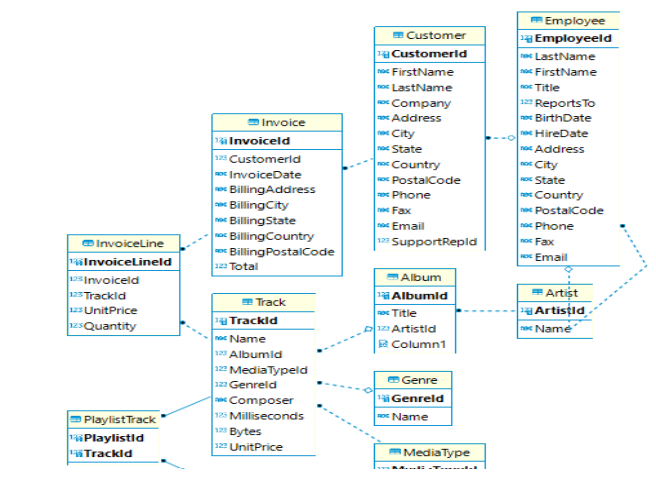 Employee
EmployeeId
LastName
FirstName
Title
ReportsTo
BirthDate
HireDate
Address
City
State
Country
PostalCode
Phone
Fax
Email
Customer
CustomerId
FirstName
LastName
Company
Address
City
State
Country
PostalCode
Phone
Fax
Email
SupportRepId
Invoice
InvoiceId
CustomerId
InvoiceDate
BillingAddress
BillingCity
BillingState
BillingCountry
BillingPostalCode
Total
InvoiceLine
InvoiceLineId
InvoiceId
TrackId
UnitPrice
Quantity
Track
TrackId
Name
AlbumId
MediaTypeId
GenreId
Composer
Milliseconds
Bytes
UnitPrice
Album
AlbumId
Title
ArtistId
Column1
Artist
ArtistId
Name
Genre
GenreId
Name
PlaylistTrack
PlaylistId
TrackId
MediaType